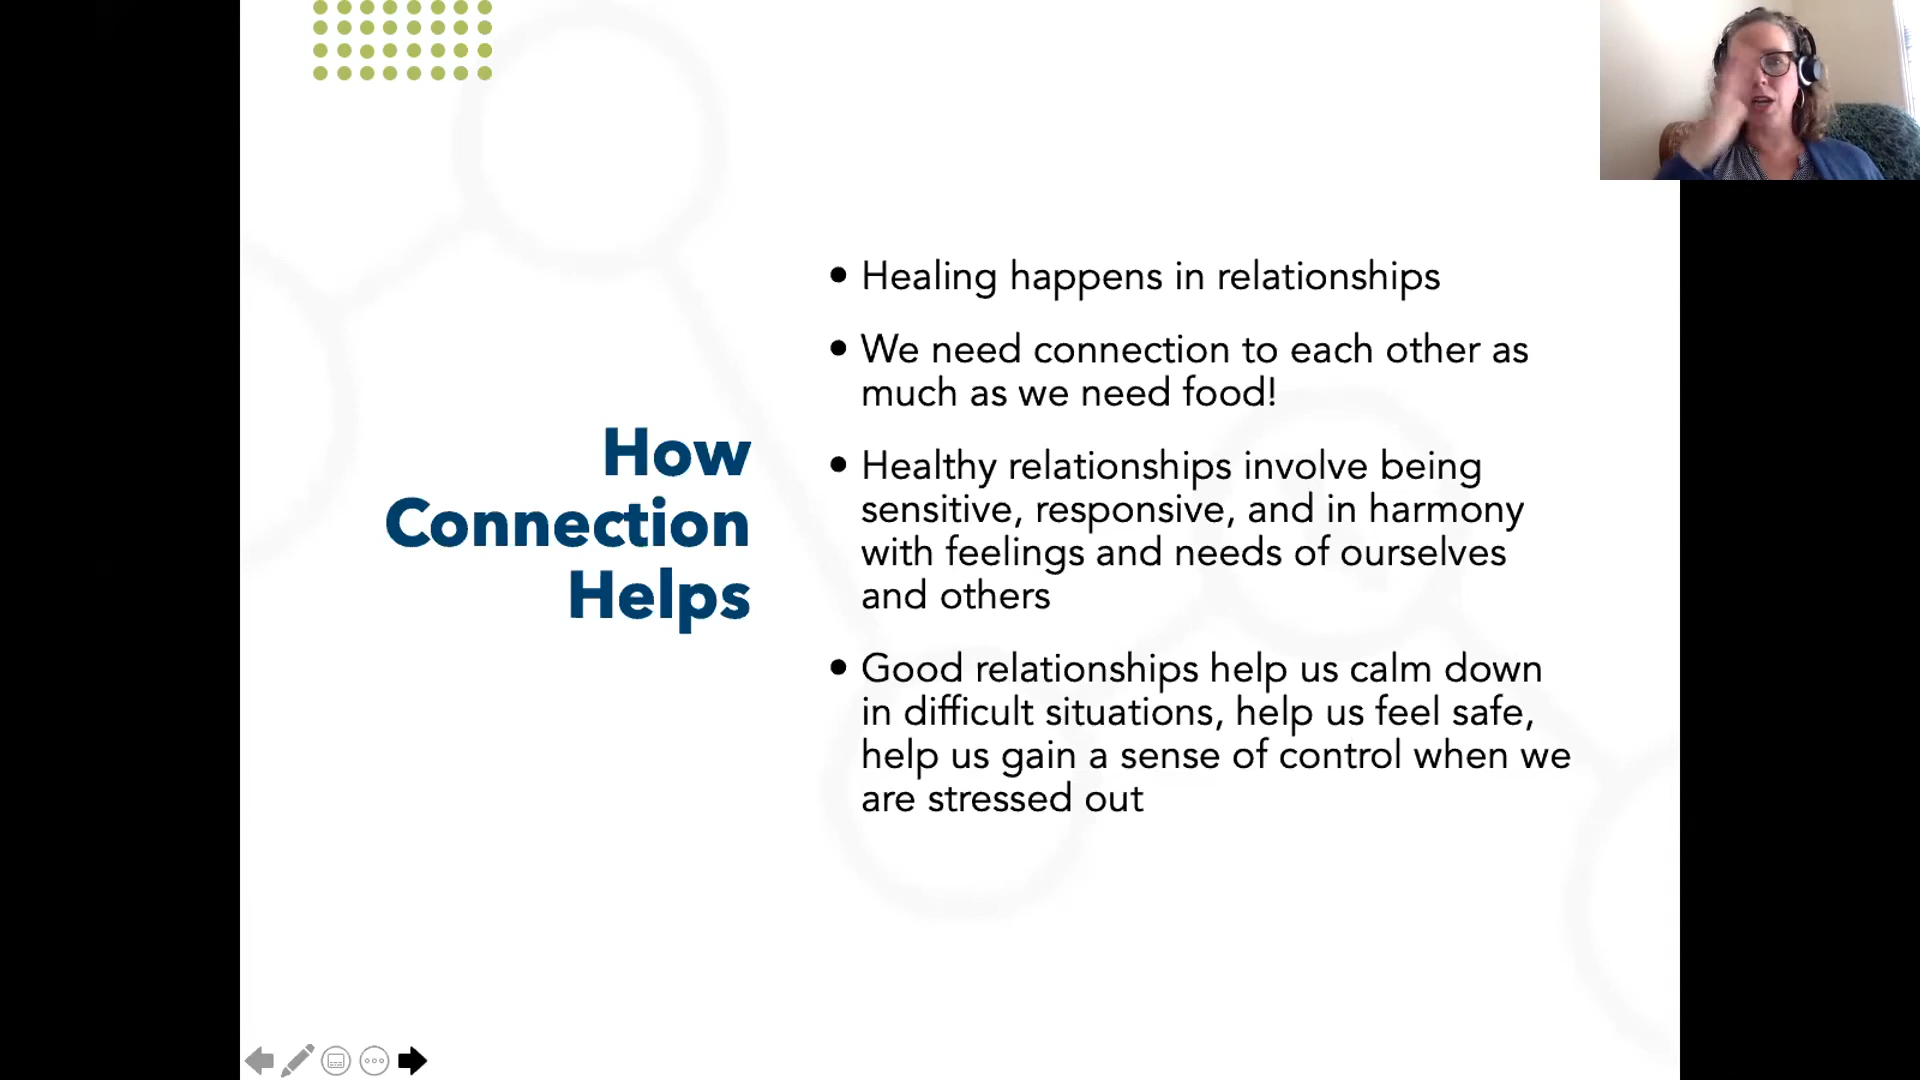 How
Connection
Helps
• Healing happens in relationships
• We need connection to each other as
much as we need food!
• Healthy relationships involve being
sensitive, responsive, and in harmony
with feelings and needs of ourselves
and others
• Good relationships help us calm down
in difficult situations, help us feel safe,
help us gain a sense of control when we
are stressed out